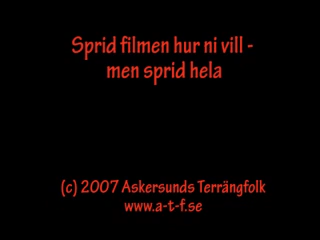 Sprid filmen hur ni vill -
men sprid hela
(c) 2007 Askersunds Terrängfolk
www.a-t-f.se